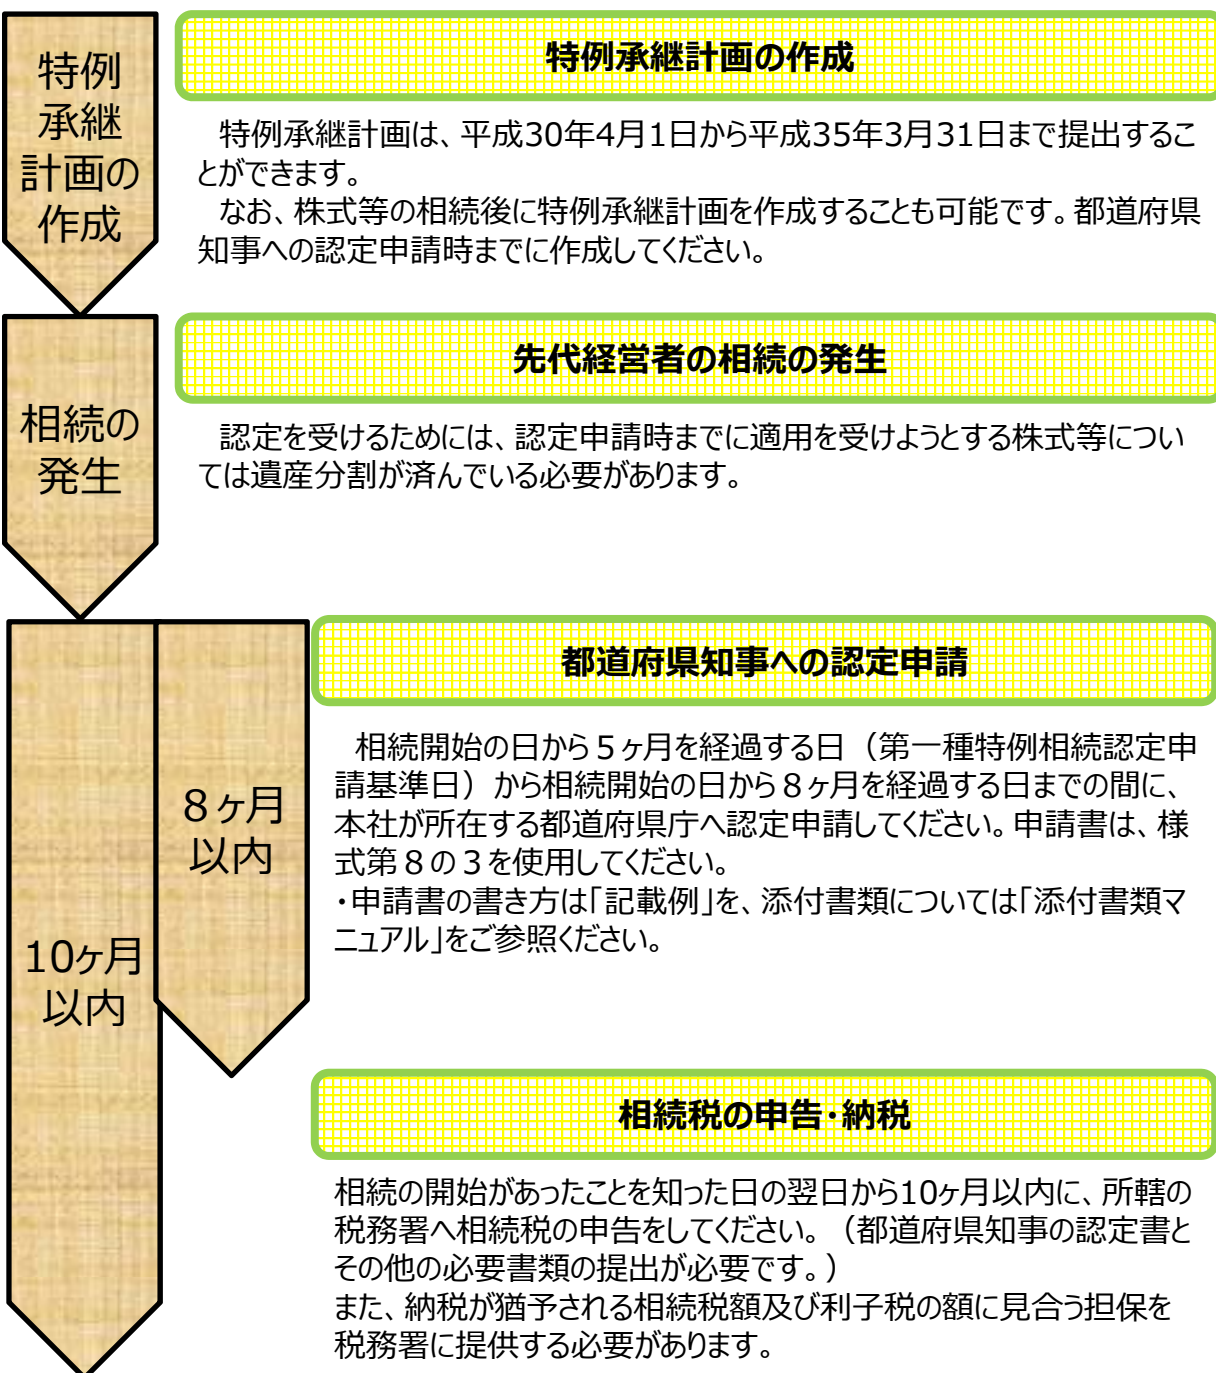 特例
承継
計画の
作成
特例承継計画の作成
特例承継計画は、平成30年4月1日から平成35年3月31日まで提出するこ
とができます。
なお、株式等の相続後に特例承継計画を作成することも可能です。都道府県
知事への認定申請時までに作成してください。
相続の
発生
先代経営者の相続の発生
認定を受けるためには、認定申請時までに適用を受けようとする株式等につい
ては遺産分割が済んでいる必要があります。
10ヶ月
以内
８ヶ月
以内
都道府県知事への認定申請
相続開始の日から５ヶ月を経過する日（第一種特例相続認定申
請基準日）から相続開始の日から８ヶ月を経過する日までの間に、
本社が所在する都道府県庁へ認定申請してください。申請書は、様
式第８の３を使用してください。
・申請書の書き方は「記載例」を、添付書類については「添付書類マ
ニュアル」をご参照ください。
相続税の申告・納税
相続の開始があったことを知った日の翌日から10ヶ月以内に、所轄の
税務署へ相続税の申告をしてください。（都道府県知事の認定書と
その他の必要書類の提出が必要です。）
また、納税が猶予される相続税額及び利子税の額に見合う担保を
税務署に提供する必要があります。